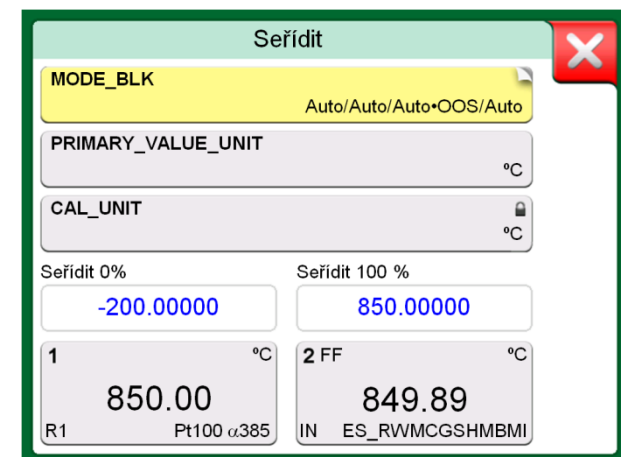 Seřídit
MODE_BLK
Auto/Auto/Auto•OOS/Auto
PRIMARY_VALUE_UNIT
ºC
CAL_UNIT
ºC
Seřídit 0% Seřídit 100 %
-200.00000 850.00000
1 ºC 2 FF ºC
850.00 849.89
R1 Pt100 α385 IN ES_RWMCGSHMBMI